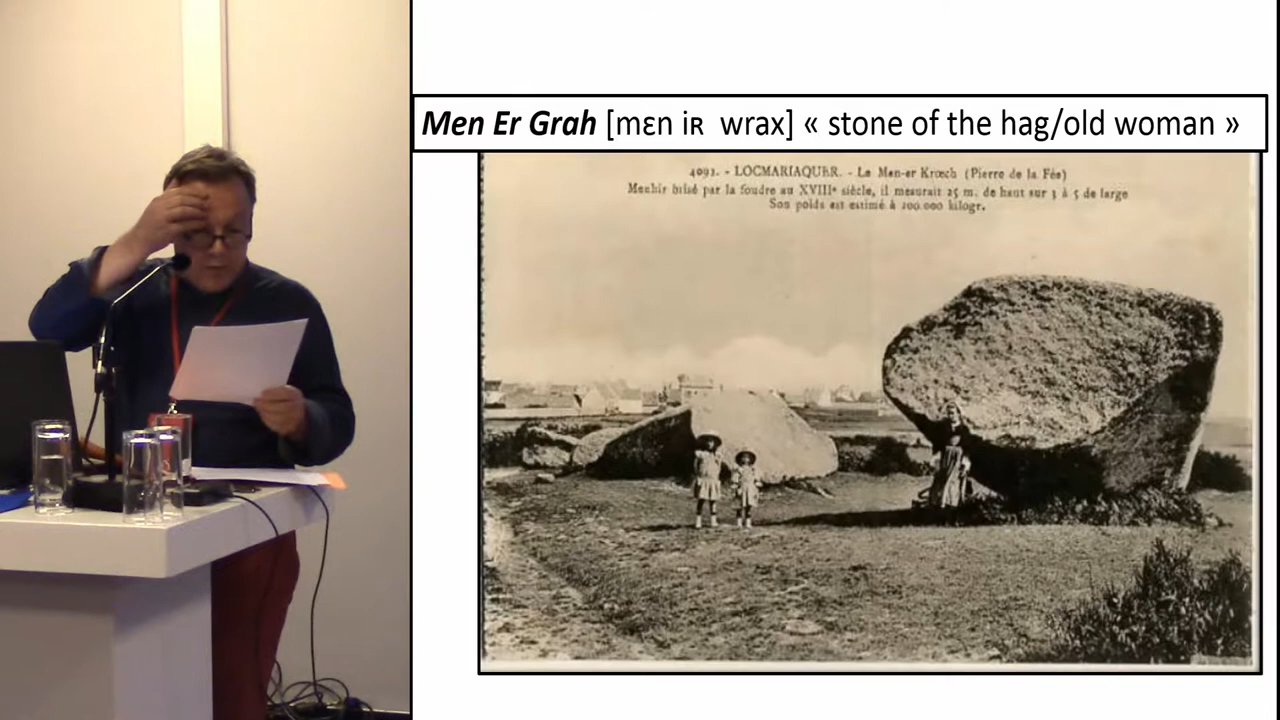 Men Er Grah [mɛn iʀ wrax] « stone of the hag/old woman »
4091. - LOCMARIAQUER. - Le Men-er Krœch (Pierre de la Fée)
Menhir brisé par la foudre au XVIIIe siècle, il mesurait 25 m. de haut sur 3 à 5 de large
Son poids est estimé à 200.000 kilogr.